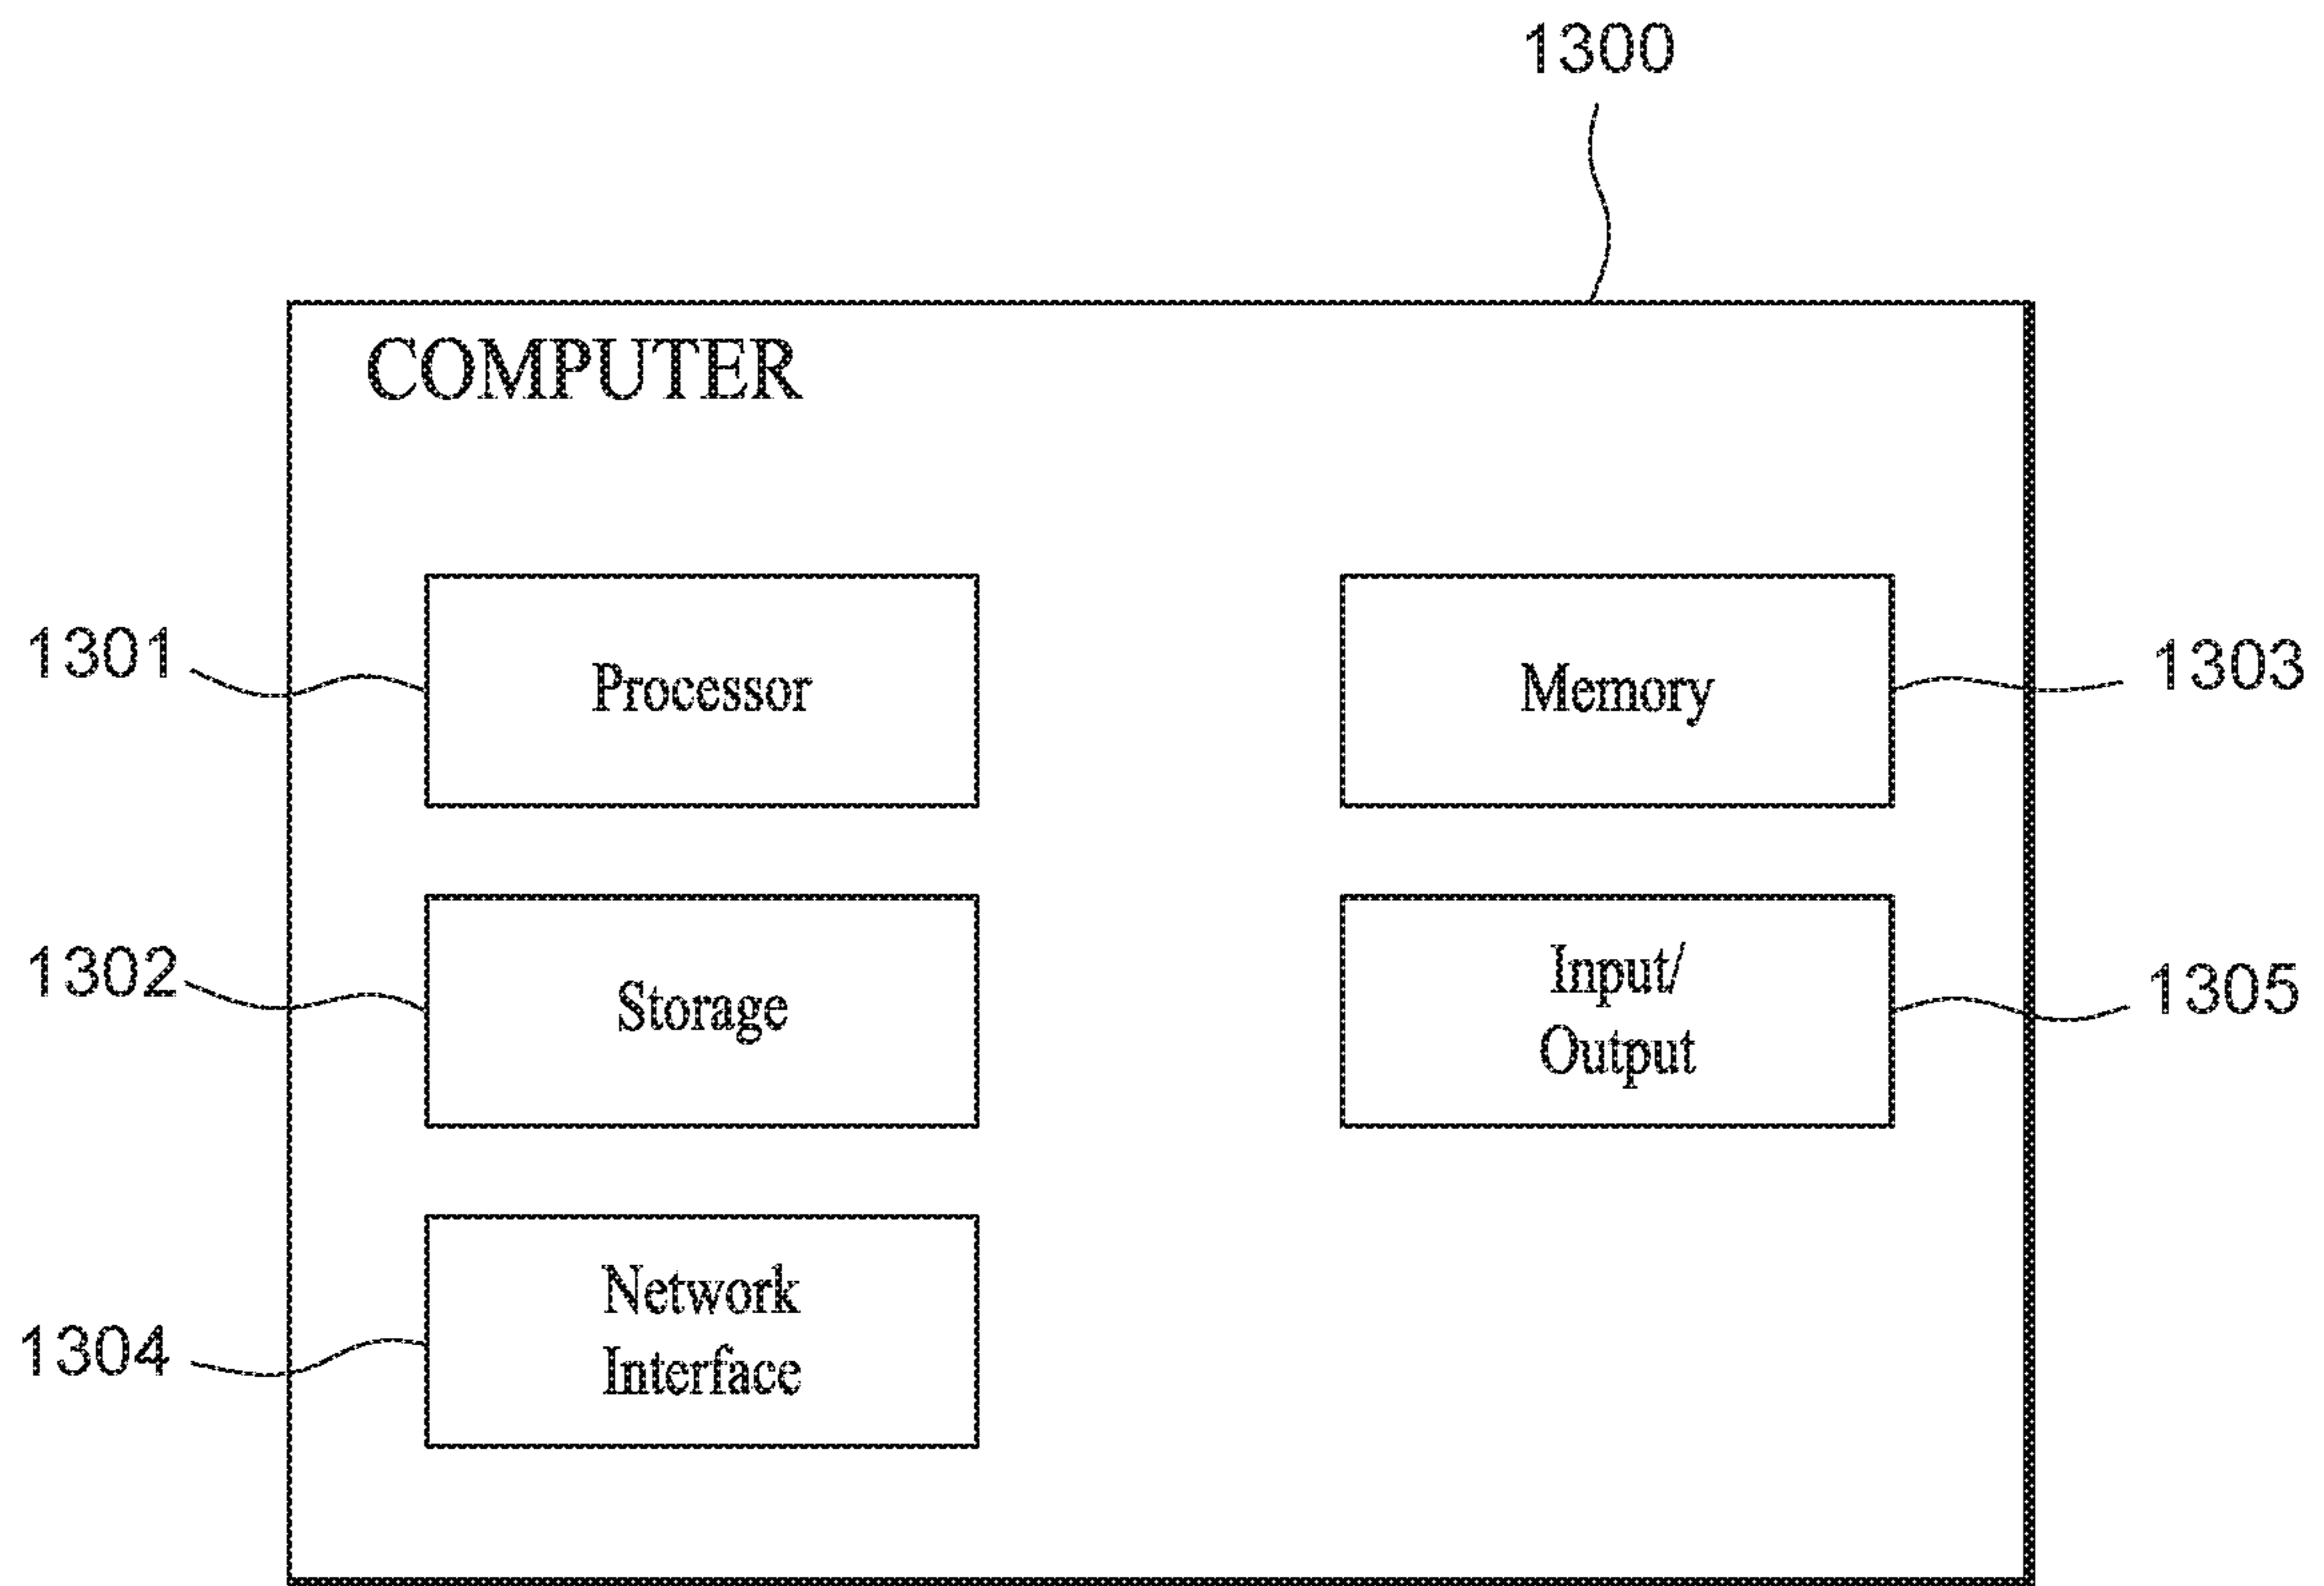 1300
COMPUTER
1301
Processor
Memory
1303
1302
Storage
Input/
Output
1305
1304
Network
Interface